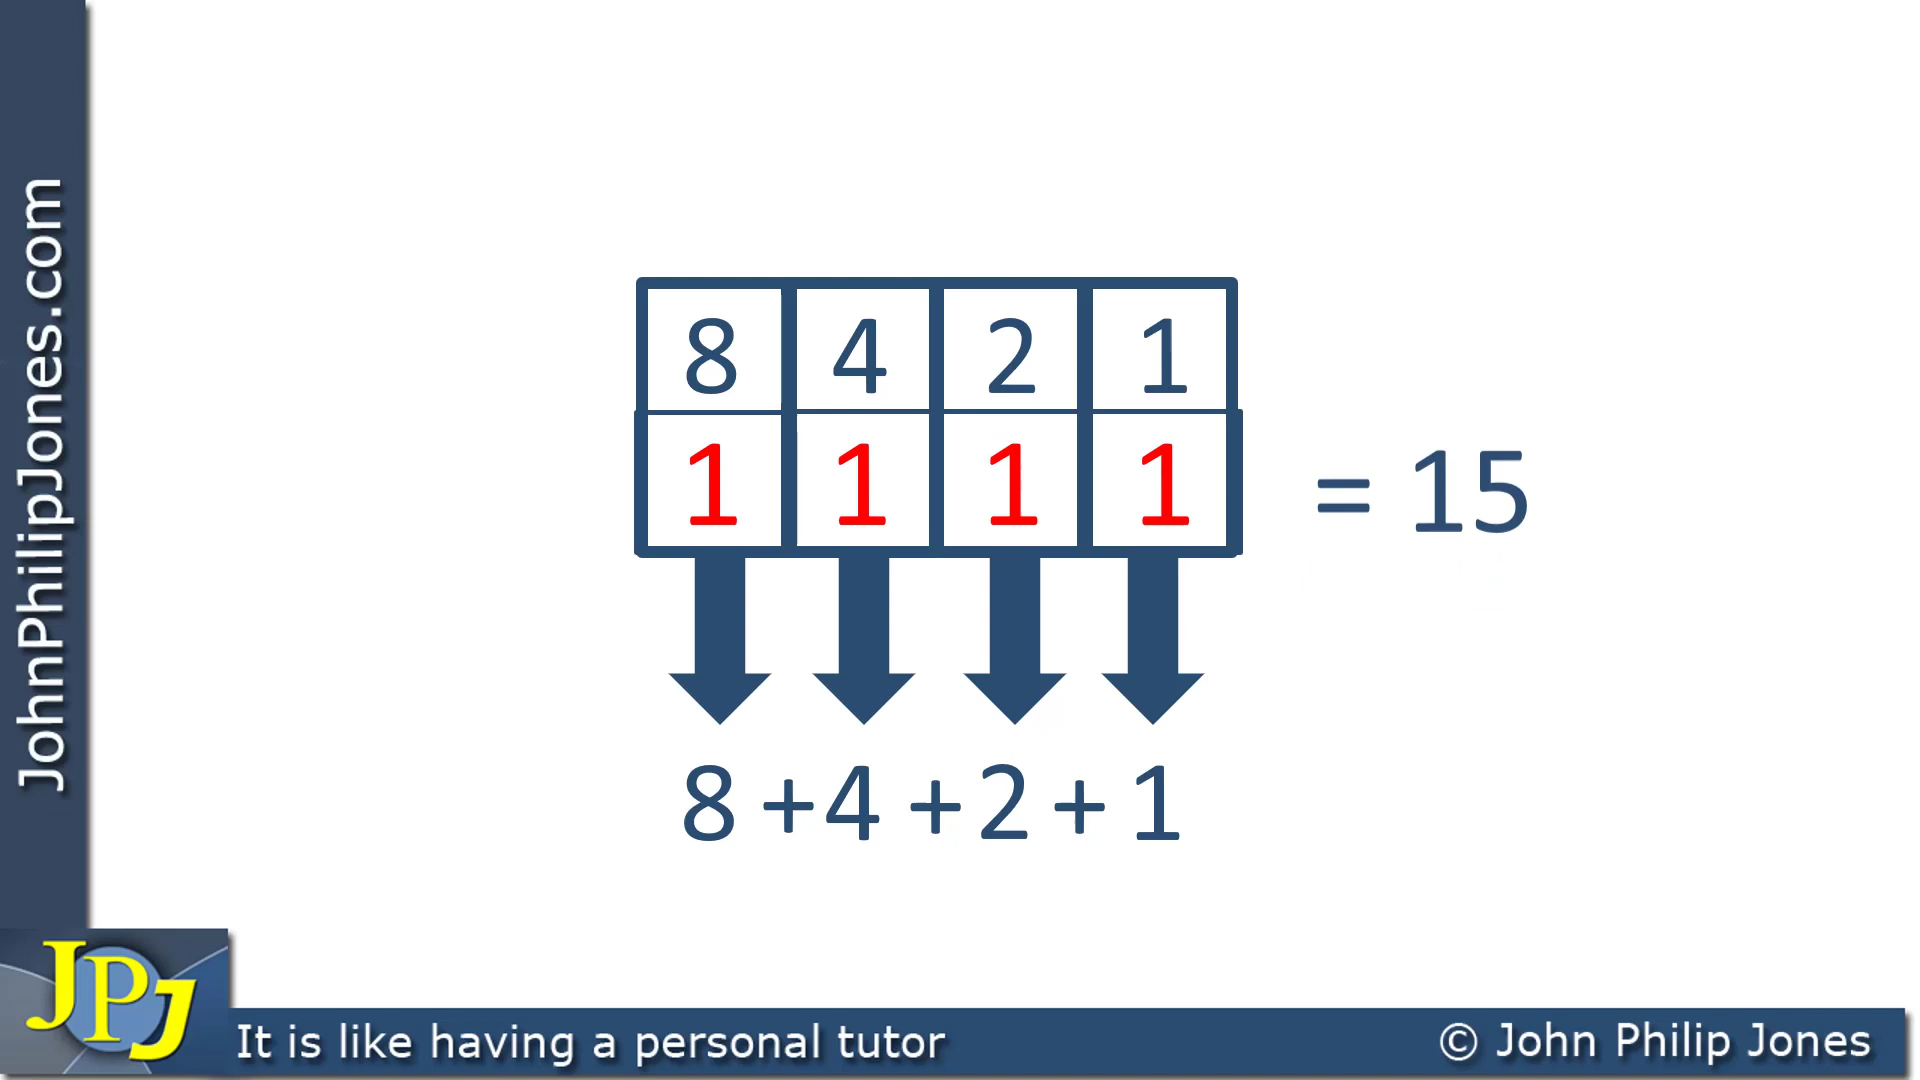 JohnPhilipJones.com
8 4 2 1
1 1 1 1 = 15
8 + 4 + 2 + 1
JPJ
It is like having a personal tutor
© John Philip Jones